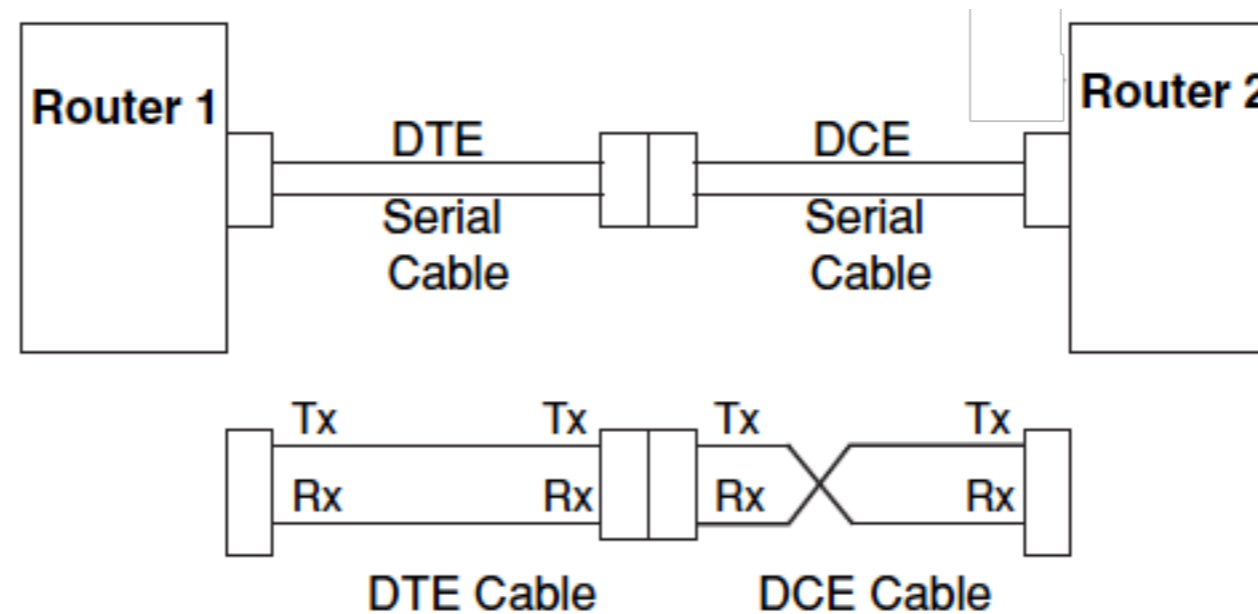 Router 1
Router 2
DTE
DCE
Serial
Cable
Serial
Cable
Tx Tx Tx Tx
Rx Rx Rx Rx
DTE Cable
DCE Cable